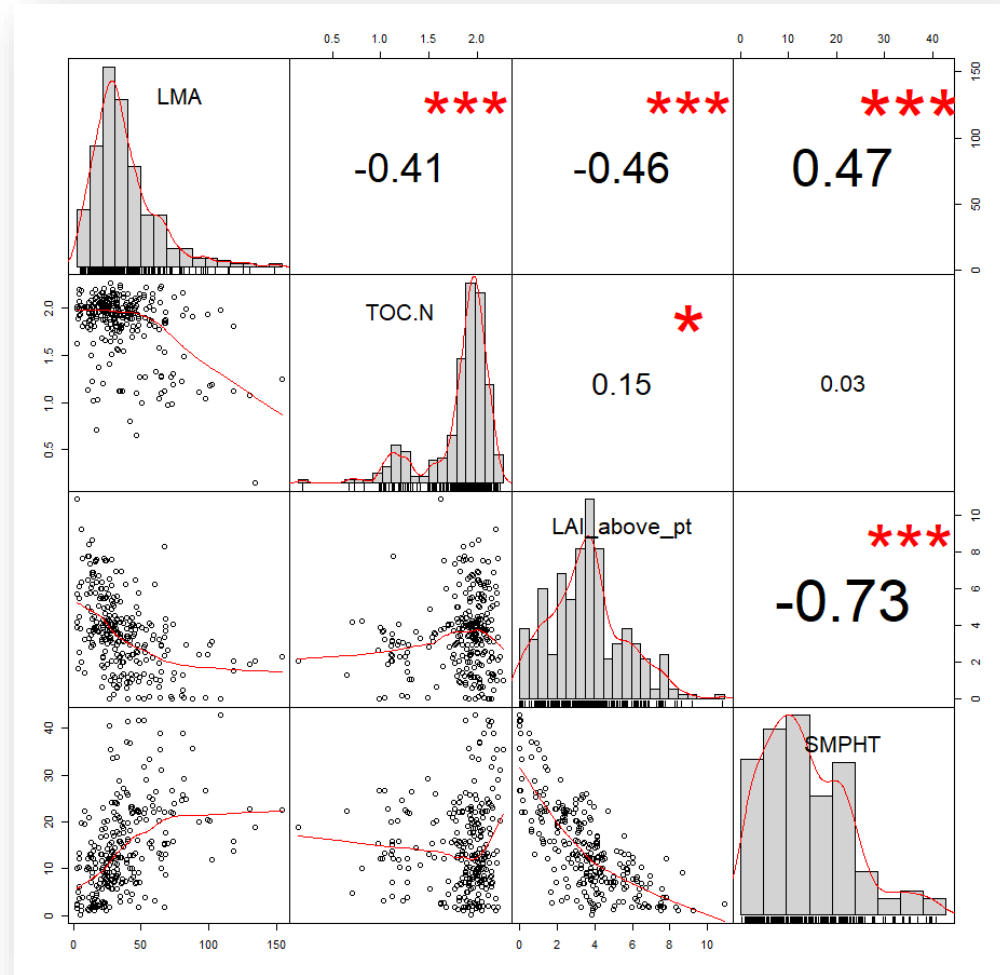 0.5 1.0 1.5 2.0 0 10 20 30 40
LMA *** *** ***
-0.41 -0.46 0.47
0 50 100 150
TOC.N *
0.15 0.03
0.5 1.0 1.5 2.0
LAI_above_pt ***
-0.73
0 2 4 6 8 10
SMPHT
0 10 20 30 40
0 50 100 150 0 2 4 6 8 10